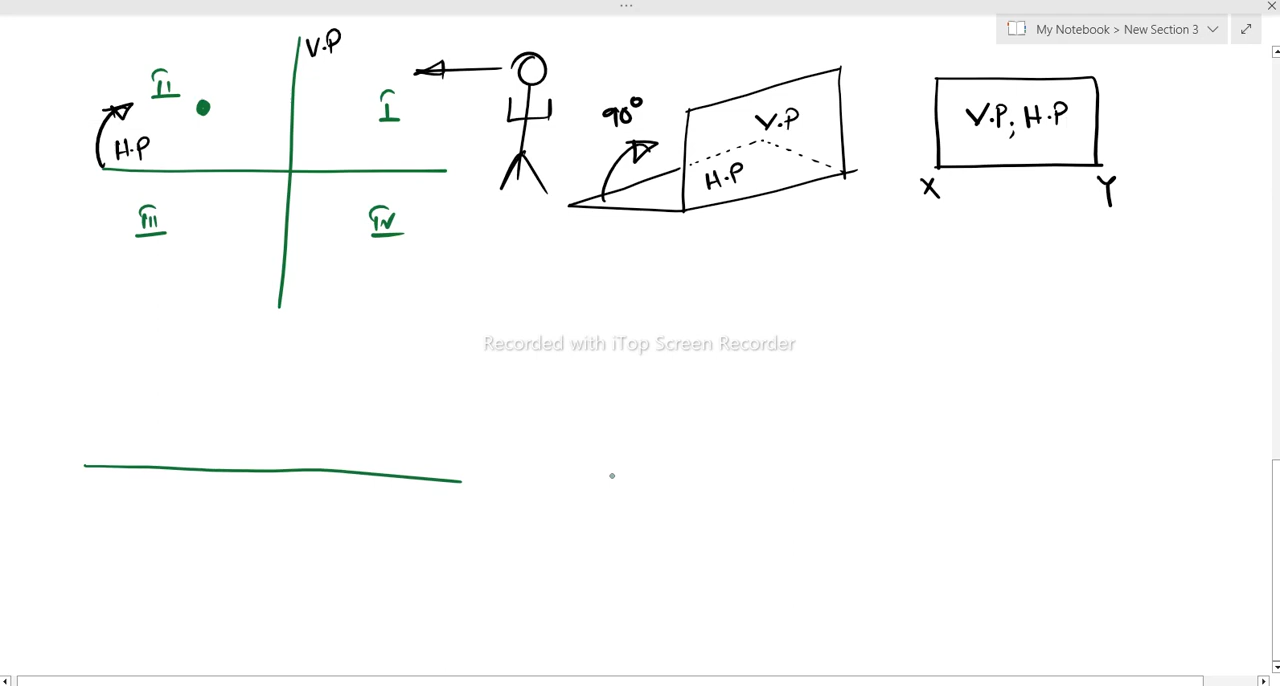 My Notebook > New Section 3
V.P
II
I
H.P
III
IV
90°
V.P
H.P
V.P; H.P
X
Y
Recorded with iTop Screen Recorder